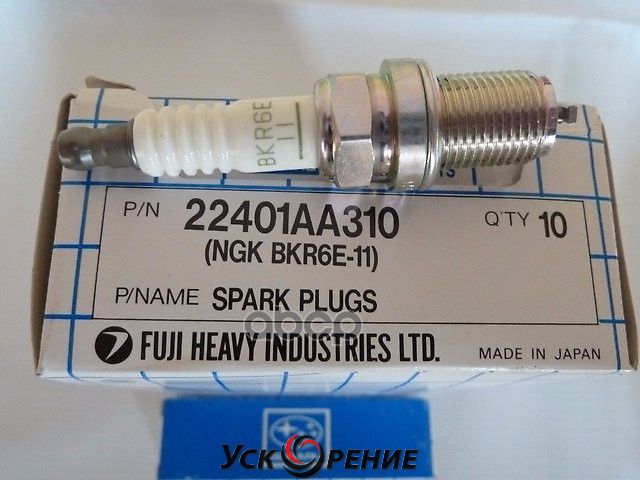 BKR6E
11
P/N 22401AA310 Q'TY 10
(NGK BKR6E-11)
P/NAME SPARK PLUGS
FUJI HEAVY INDUSTRIES LTD. MADE IN JAPAN
УСКОРЕНИЕ